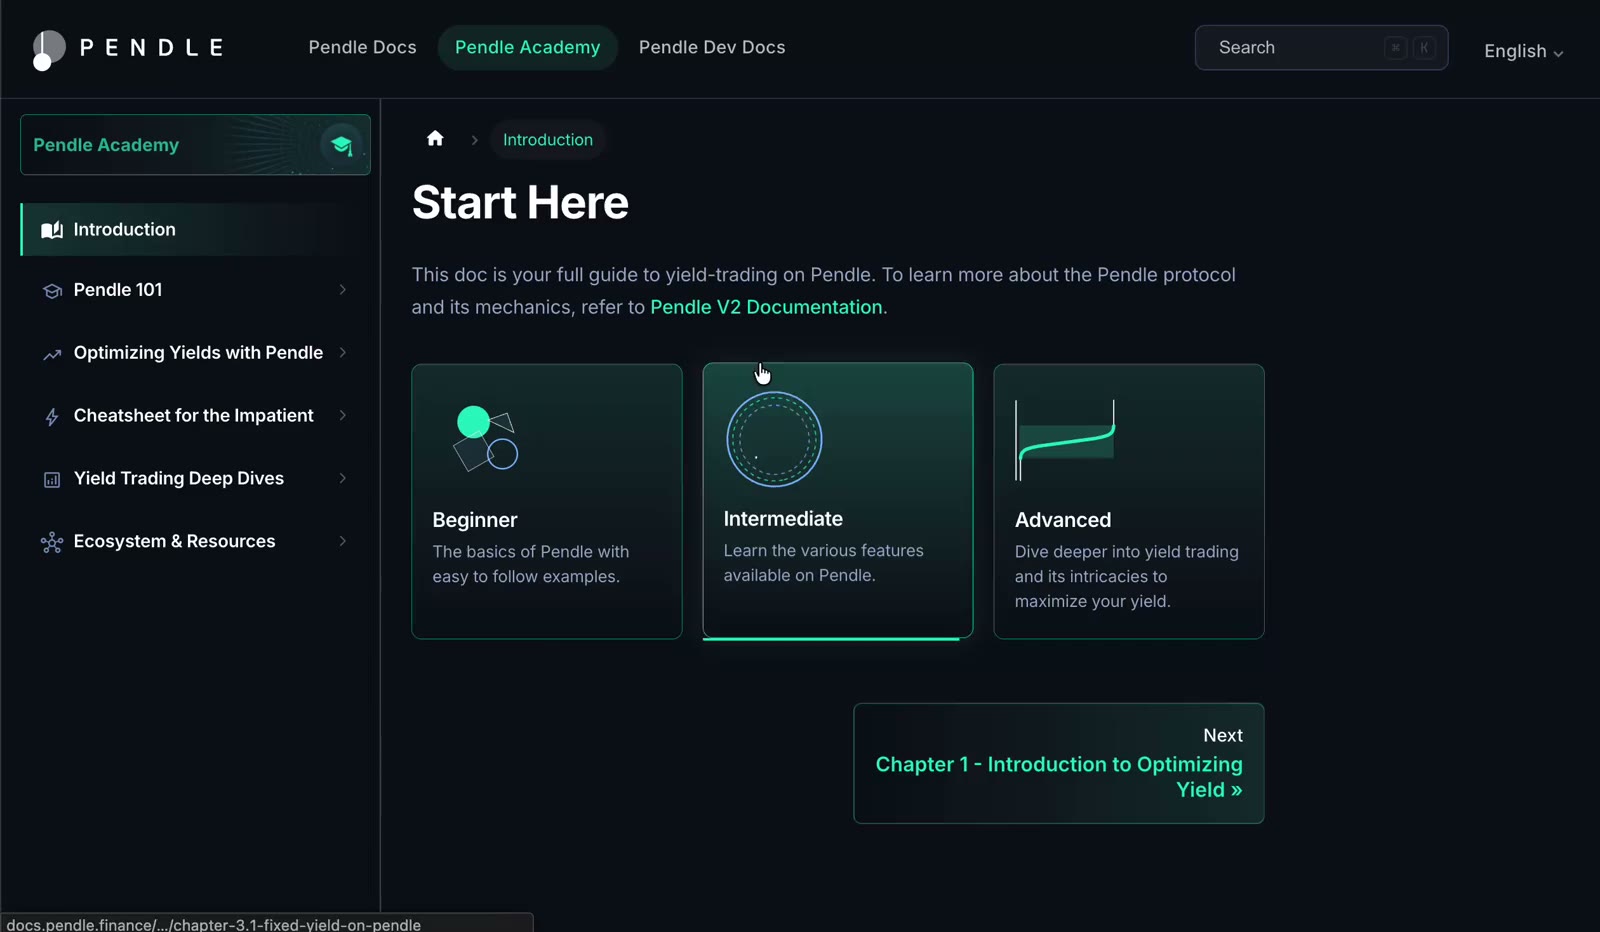 PENDLE
Pendle Docs
Pendle Academy
Pendle Dev Docs
Search
⌘ K
English
Pendle Academy
Introduction
Pendle 101
Optimizing Yields with Pendle
Cheatsheet for the Impatient
Yield Trading Deep Dives
Ecosystem & Resources
Introduction
Start Here
This doc is your full guide to yield-trading on Pendle. To learn more about the Pendle protocol
and its mechanics, refer to Pendle V2 Documentation.
Beginner
The basics of Pendle with
easy to follow examples.
Intermediate
Learn the various features
available on Pendle.
Advanced
Dive deeper into yield trading
and its intricacies to
maximize your yield.
Next
Chapter 1 - Introduction to Optimizing
Yield »
docs.pendle.finance/.../chapter-3.1-fixed-yield-on-pendle